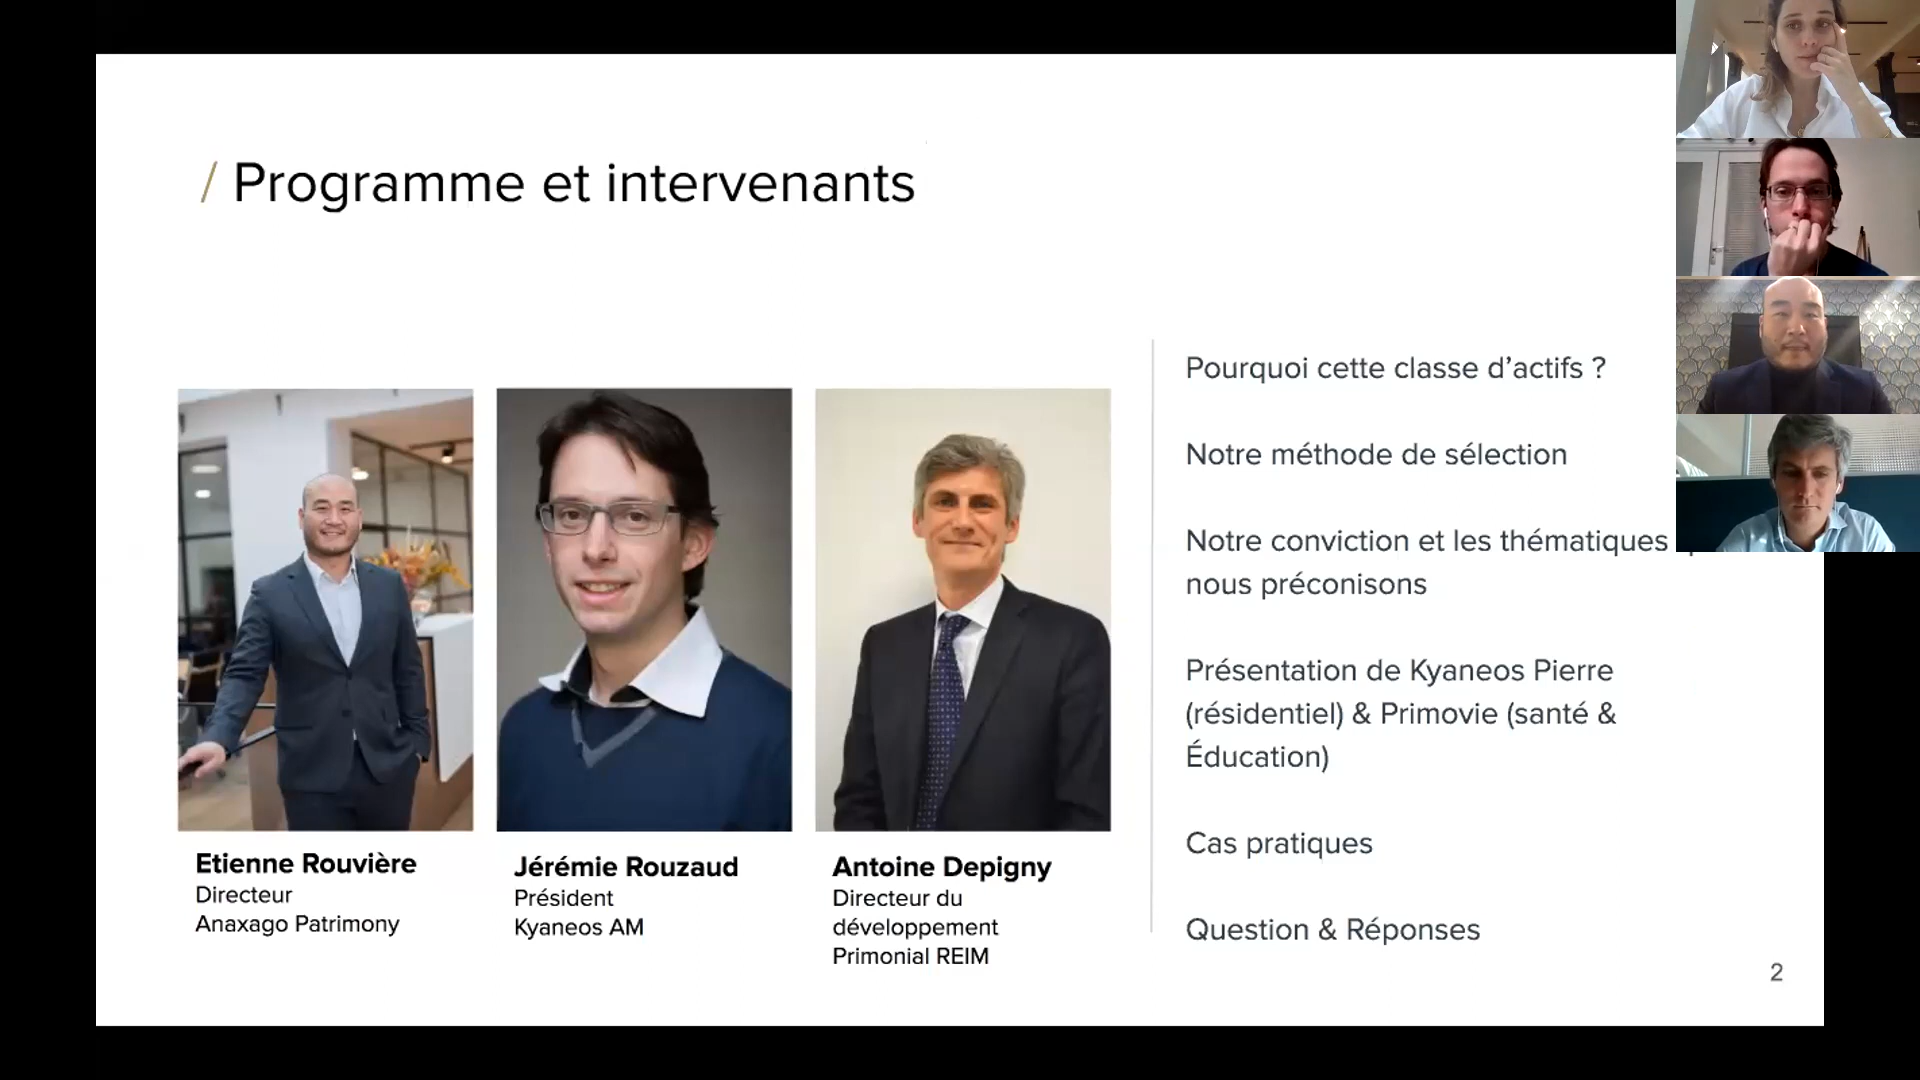 / Programme et intervenants
Etienne Rouvière
Directeur
Anaxago Patrimony
Jérémie Rouzaud
Président
Kyaneos AM
Antoine Depigny
Directeur du
développement
Primonial REIM
Pourquoi cette classe d’actifs ?
Notre méthode de sélection
Notre conviction et les thématiques
nous préconisons
Présentation de Kyaneos Pierre
(résidentiel) & Primovie (santé &
Éducation)
Cas pratiques
Question & Réponses
2